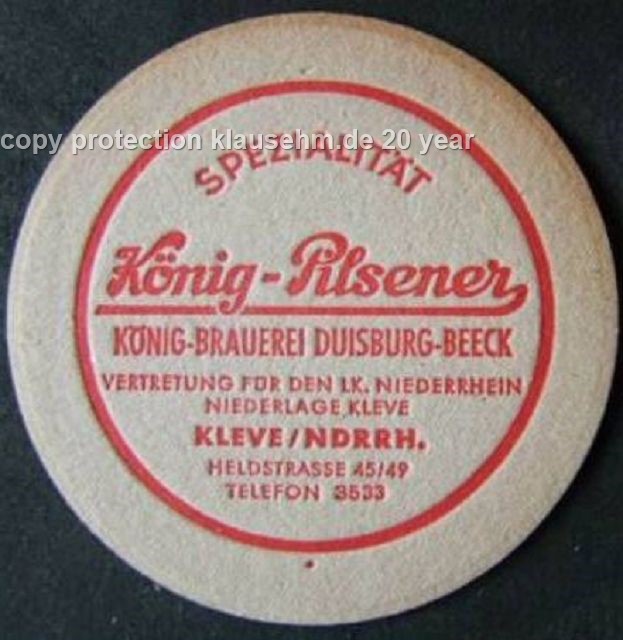 copy protection klausehm.de 20 year
SPEZIALITÄT
König-Pilsener
KÖNIG-BRAUEREI DUISBURG-BEECK
VERTRETUNG FÜR DEN LK. NIEDERRHEIN
NIEDERLAGE KLEVE
KLEVE/NDRRH.
HELDSTRASSE 45/49
TELEFON 3533